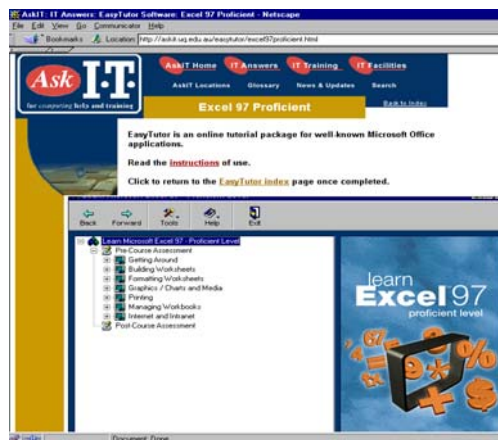 AskIT: IT Answers: EasyTutor Software: Excel 97 Proficient - Netscape
File Edit View Go Communicator Help
Bookmarks Location: http://askit.uq.edu.au/easytutor/excel97proficient.html
Ask I.T.
for computing help and training
AskIT Home IT Answers IT Training IT Facilities
AskIT Locations Glossary News & Updates Search
Excel 97 Proficient
Back to Index
EasyTutor is an online tutorial package for well-known Microsoft Office
applications.
Read the instructions of use.
Click to return to the EasyTutor index page once completed.
Back Forward Tools Help Exit
Learn Microsoft Excel 97 - Proficient Level
Pre-Course Assessment
Getting Around
Building Worksheets
Formatting Worksheets
Graphics / Charts and Media
Printing
Managing Workbooks
Internet and Intranet
Post-Course Assessment
learn
Excel 97
proficient level
Document: Done